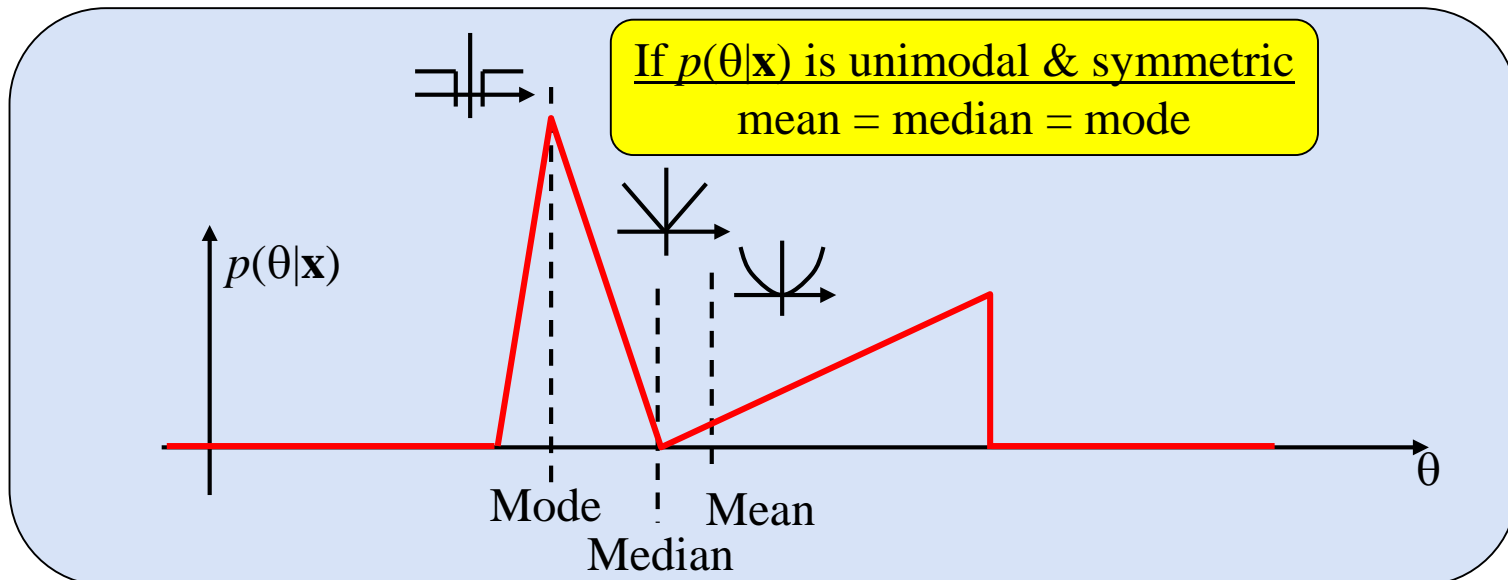 If p(θ|x) is unimodal & symmetric
mean = median = mode
p(θ|x)
θ
Mode
Mean
Median